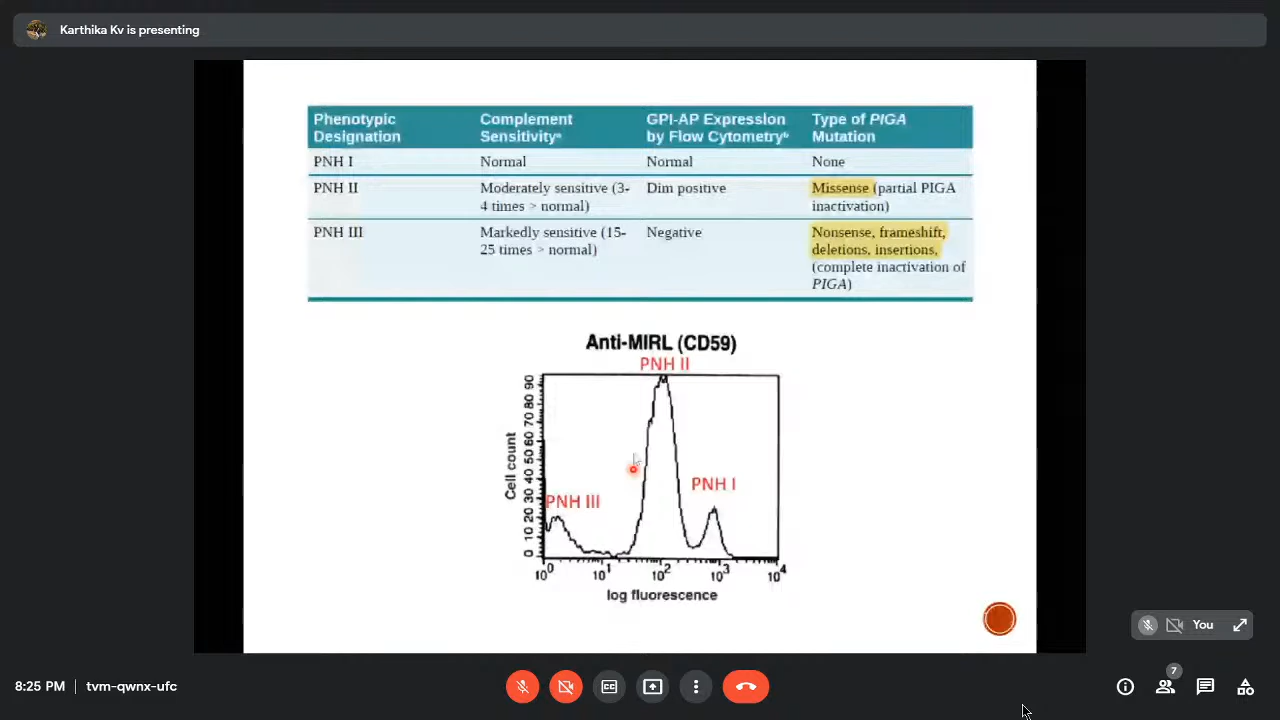 Karthika Kv is presenting
Phenotypic Designation Complement Sensitivityᵃ GPI-AP Expression by Flow Cytometryᵇ Type of PIGA Mutation
PNH I Normal Normal None
PNH II Moderately sensitive (3-4 times > normal) Dim positive Missense (partial PIGA inactivation)
PNH III Markedly sensitive (15-25 times > normal) Negative Nonsense, frameshift, deletions, insertions, (complete inactivation of PIGA)
Anti-MIRL (CD59)
PNH II
PNH I
PNH III
Cell count
0 10 20 30 40 50 60 70 80 90
10⁰ 10¹ 10² 10³ 10⁴
log fluorescence
You
8:25 PM | tvm-qwnx-ufc
7